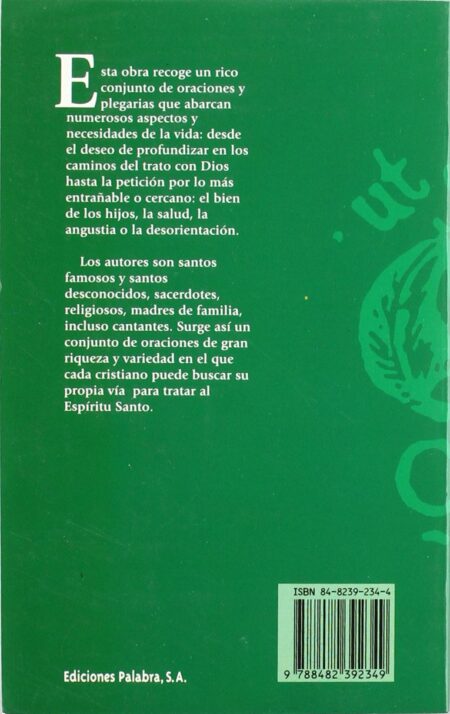 Esta obra recoge un rico
conjunto de oraciones y
plegarias que abarcan
numerosos aspectos y
necesidades de la vida: desde
el deseo de profundizar en los
caminos del trato con Dios
hasta la petición por lo más
entrañable o cercano: el bien
de los hijos, la salud, la
angustia o la desorientación.
Los autores son santos
famosos y santos
desconocidos, sacerdotes,
religiosos, madres de familia,
incluso cantantes. Surge así un
conjunto de oraciones de gran
riqueza y variedad en el que
cada cristiano puede buscar su
propia vía para tratar al
Espíritu Santo.
ut
ISBN 84-8239-234-4
9 788482 392349
Ediciones Palabra, S.A.